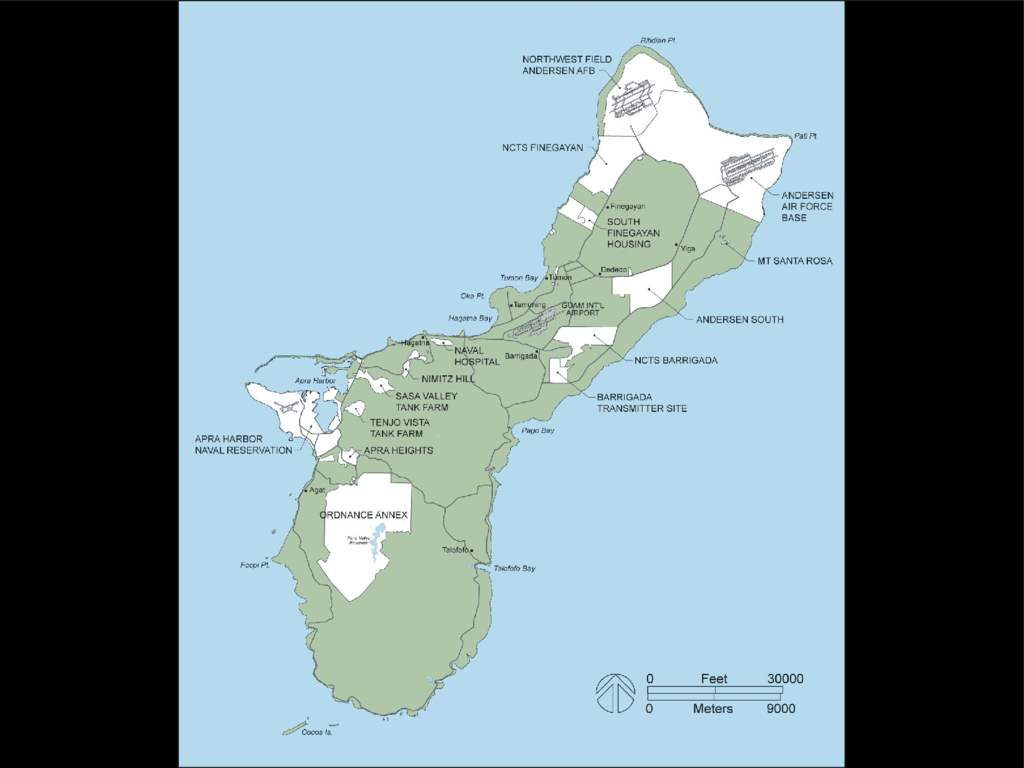 Ritidian Pt.
NORTHWEST FIELD
ANDERSEN AFB
Pati Pt.
NCTS FINEGAYAN
ANDERSEN
AIR FORCE
BASE
Finegayan
SOUTH
FINEGAYAN
HOUSING
Yigo
MT SANTA ROSA
Dededo
Tumon Bay
Tumon
Oka Pt.
Tamuning
GUAM INT'L
AIRPORT
ANDERSEN SOUTH
Hagatna Bay
Hagatna
NAVAL
HOSPITAL
Barrigada
NCTS BARRIGADA
NIMITZ HILL
Apra Harbor
SASA VALLEY
TANK FARM
BARRIGADA
TRANSMITTER SITE
TENJO VISTA
TANK FARM
Pago Bay
APRA HARBOR
NAVAL RESERVATION
APRA HEIGHTS
Agat
ORDNANCE ANNEX
Talofofo
Facpi Pt.
Talofofo Bay
0 Feet 30000
0 Meters 9000
Cocos Is.